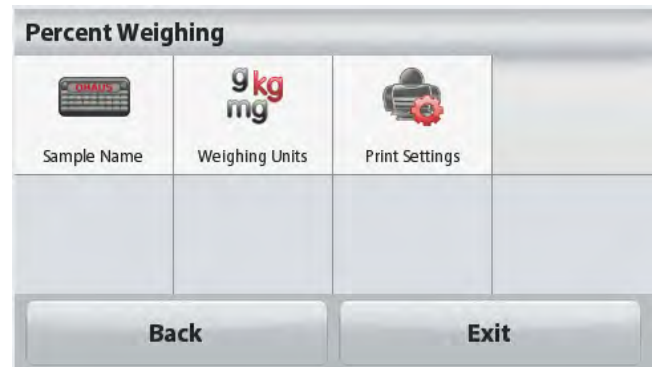 Percent Weighing
OHAUS
g kg
mg
Sample Name Weighing Units Print Settings
Back Exit